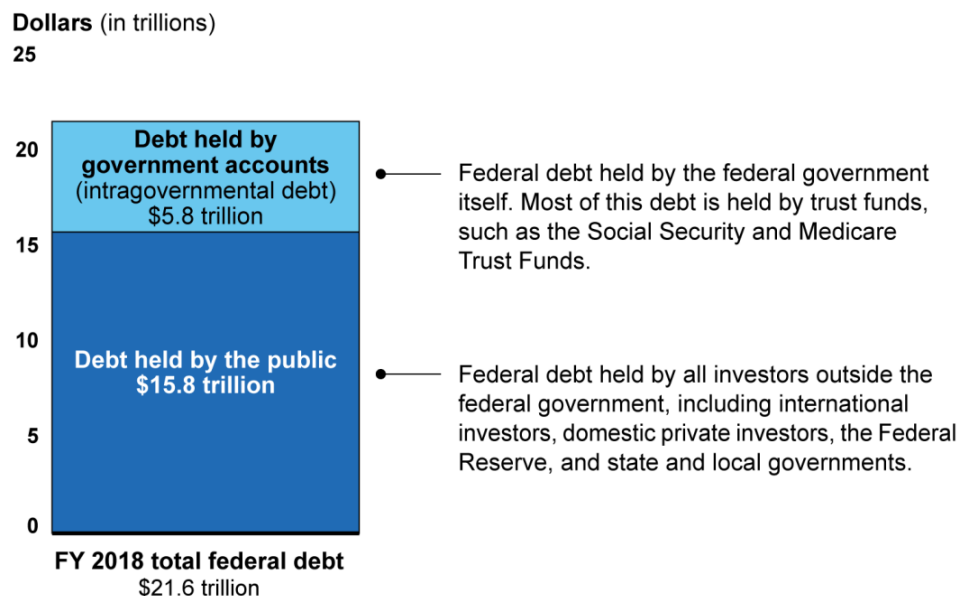 Dollars (in trillions)
25
20
15
10
5
0
Debt held by
government accounts
(intragovernmental debt)
$5.8 trillion
Federal debt held by the federal government
itself. Most of this debt is held by trust funds,
such as the Social Security and Medicare
Trust Funds.
Debt held by the public
$15.8 trillion
Federal debt held by all investors outside the
federal government, including international
investors, domestic private investors, the Federal
Reserve, and state and local governments.
FY 2018 total federal debt
$21.6 trillion